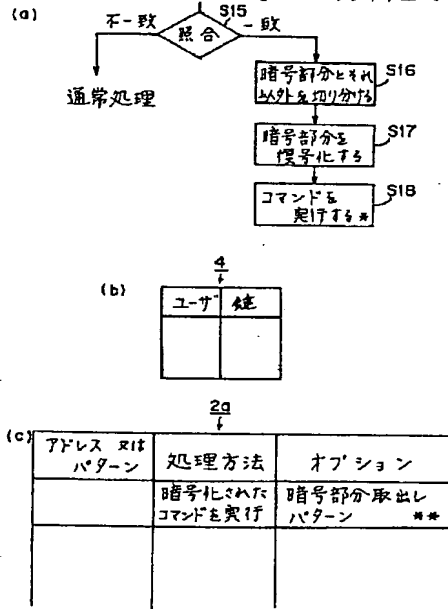 (a)
S15
不一致
照合
一致
通常処理
暗号部分とそれ
以外を切り分ける
S16
暗号部分を
復号化する
S17
コマンドを
実行する*
S18
4
(b)
ユーザ
鍵
2a
(c)
アドレス 又は
パターン
処理方法
オプション
暗号化された
コマンドを実行
暗号部分取出し
パターン **